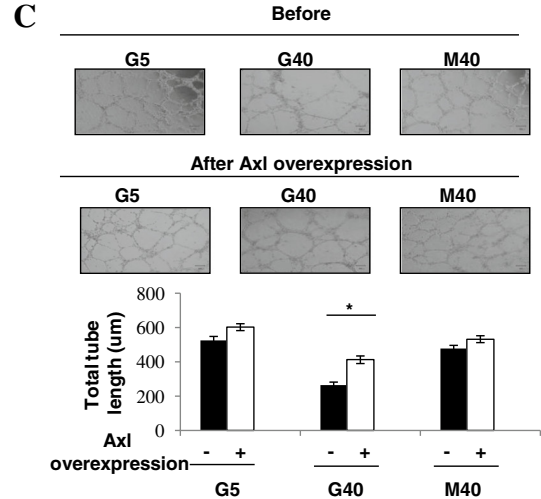 C
Before
G5 G40 M40
After Axl overexpression
G5 G40 M40
Total tube
length (um)
800
600
400
200
0
*
Axl
overexpression
- + - + - +
G5 G40 M40